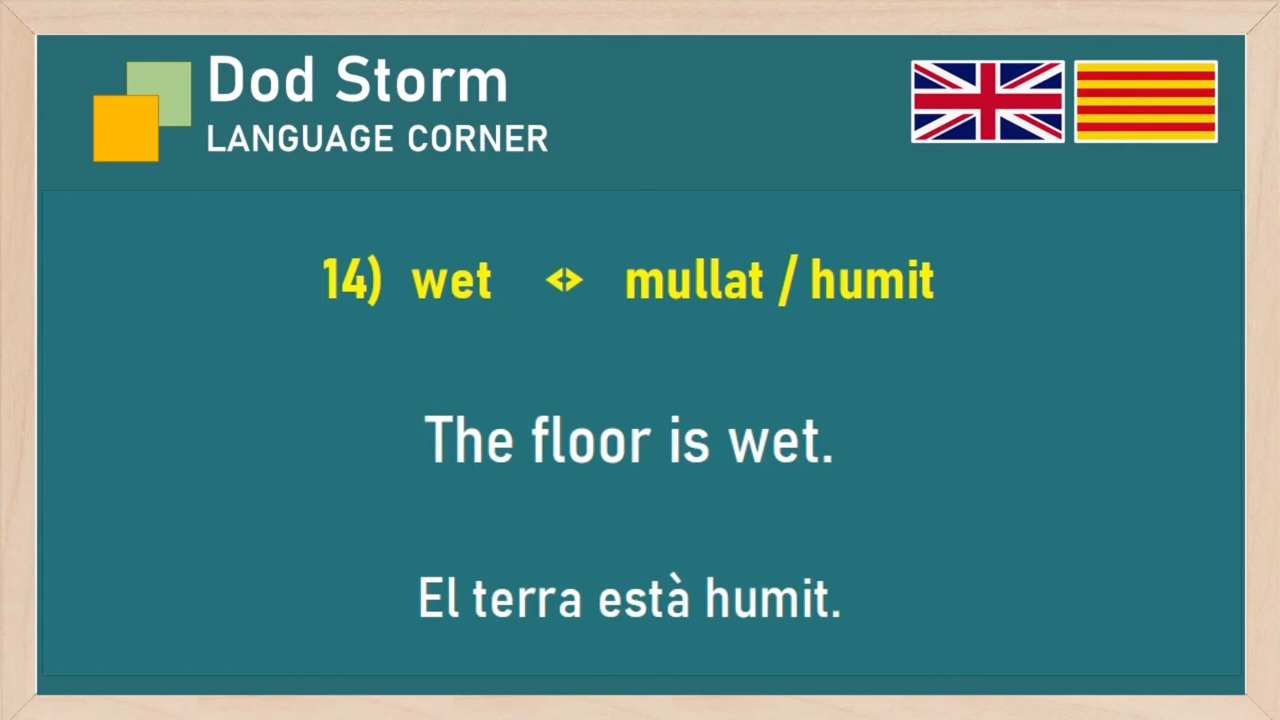 Dod Storm
LANGUAGE CORNER
14) wet <> mullat / humit
The floor is wet.
El terra està humit.